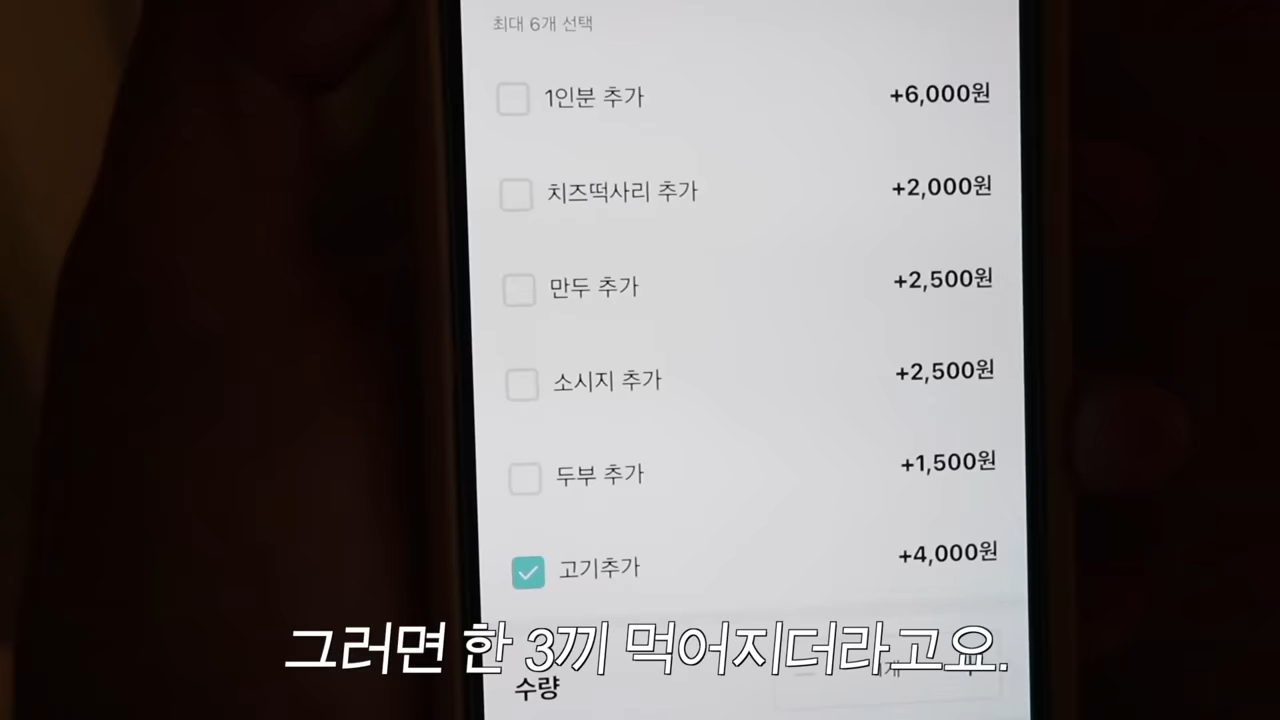 최대 6개 선택
1인분 추가 +6,000원
치즈떡사리 추가 +2,000원
만두 추가 +2,500원
소시지 추가 +2,500원
두부 추가 +1,500원
고기추가 +4,000원
그러면 한 3끼 먹어지더라고요.
수량